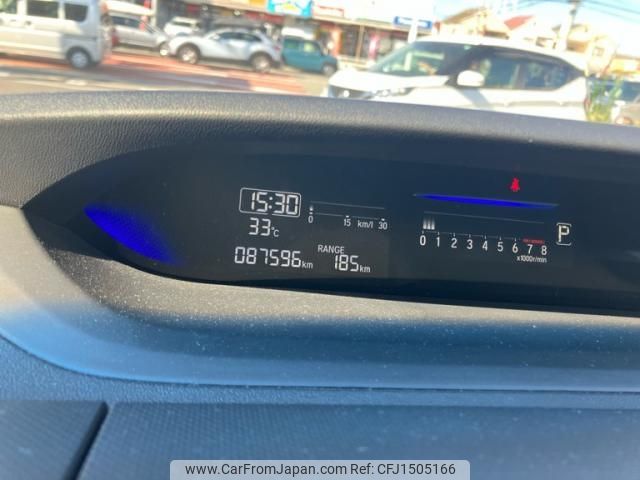 15:30
33°C
0 15 km/l 30
087596km
RANGE
185km
0 1 2 3 4 5 6 7 8
x1000r/min
P
www.CarFromJapan.com CFJ1505166